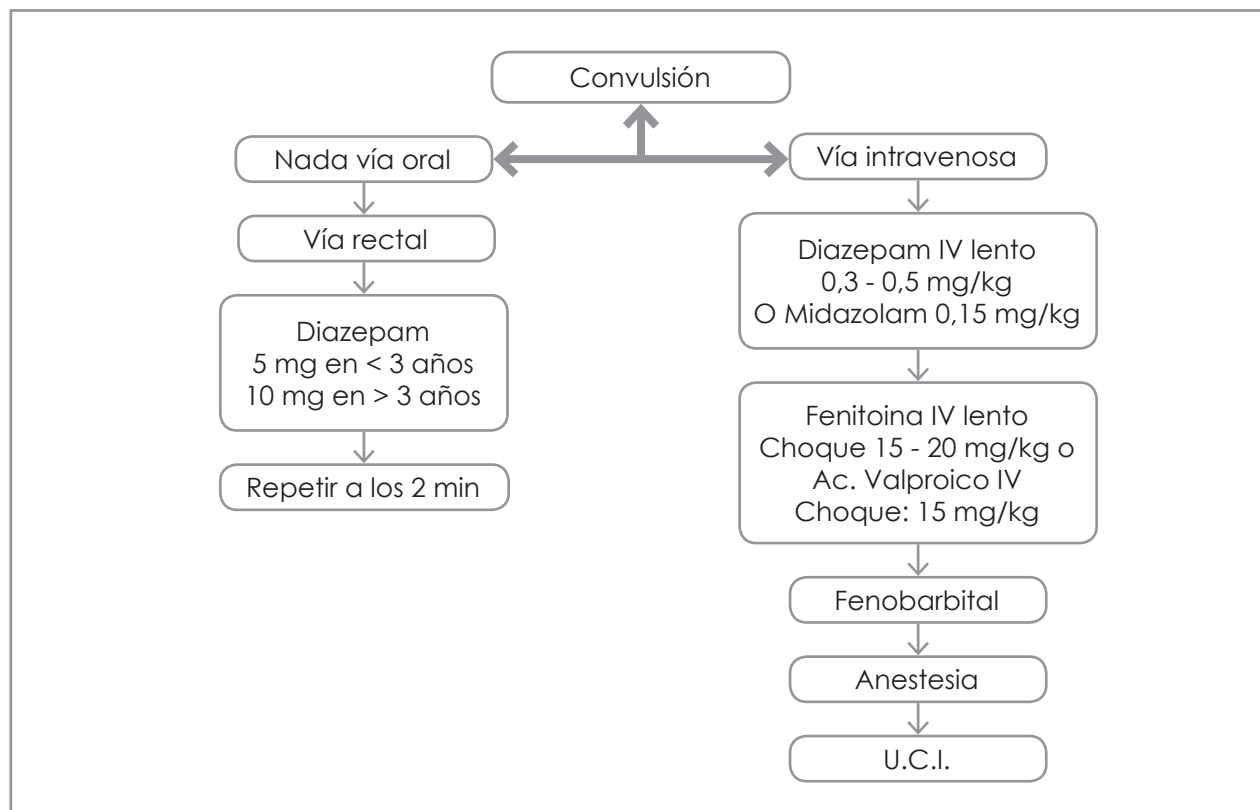 Convulsión
Nada vía oral
Vía rectal
Diazepam
5 mg en < 3 años
10 mg en > 3 años
Repetir a los 2 min
Vía intravenosa
Diazepam IV lento
0,3 - 0,5 mg/kg
O Midazolam 0,15 mg/kg
Fenitoina IV lento
Choque 15 - 20 mg/kg o
Ac. Valproico IV
Choque: 15 mg/kg
Fenobarbital
Anestesia
U.C.I.